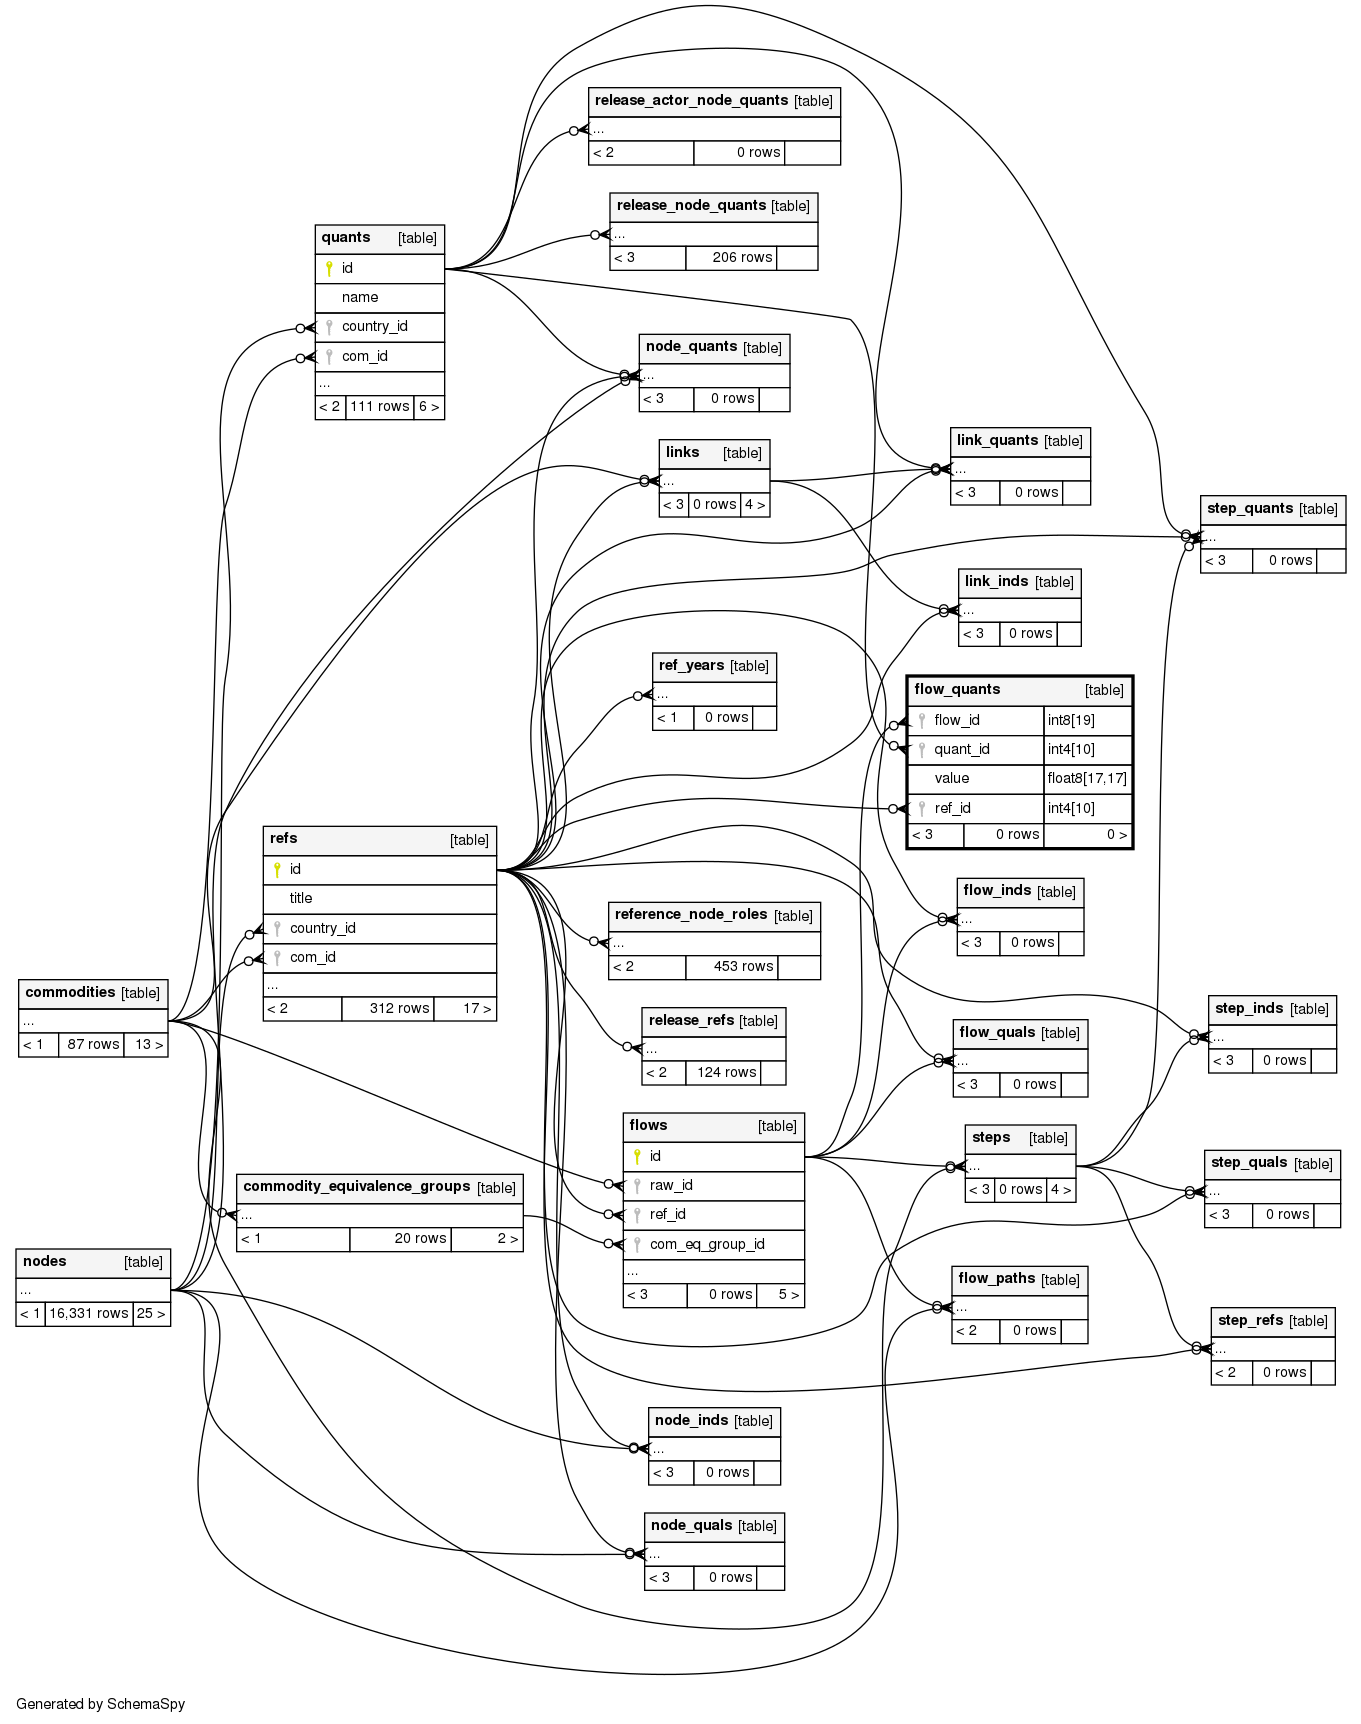 release_actor_node_quants [table]
...
< 2 0 rows
release_node_quants [table]
...
< 3 206 rows
quants [table]
id
name
country_id
com_id
...
< 2 111 rows 6 >
node_quants [table]
...
< 3 0 rows
links [table]
...
< 3 0 rows 4 >
link_quants [table]
...
< 3 0 rows
step_quants [table]
...
< 3 0 rows
link_inds [table]
...
< 3 0 rows
ref_years [table]
...
< 1 0 rows
flow_quants [table]
flow_id int8[19]
quant_id int4[10]
value float8[17,17]
ref_id int4[10]
< 3 0 rows 0 >
refs [table]
id
title
country_id
com_id
...
< 2 312 rows 17 >
reference_node_roles [table]
...
< 2 453 rows
flow_inds [table]
...
< 3 0 rows
commodities [table]
...
< 1 87 rows 13 >
release_refs [table]
...
< 2 124 rows
flow_quals [table]
...
< 3 0 rows
step_inds [table]
...
< 3 0 rows
flows [table]
id
raw_id
ref_id
com_eq_group_id
...
< 3 0 rows 5 >
steps [table]
...
< 3 0 rows 4 >
step_quals [table]
...
< 3 0 rows
commodity_equivalence_groups [table]
...
< 1 20 rows 2 >
nodes [table]
...
< 1 16,331 rows 25 >
flow_paths [table]
...
< 2 0 rows
step_refs [table]
...
< 2 0 rows
node_inds [table]
...
< 3 0 rows
node_quals [table]
...
< 3 0 rows
Generated by SchemaSpy